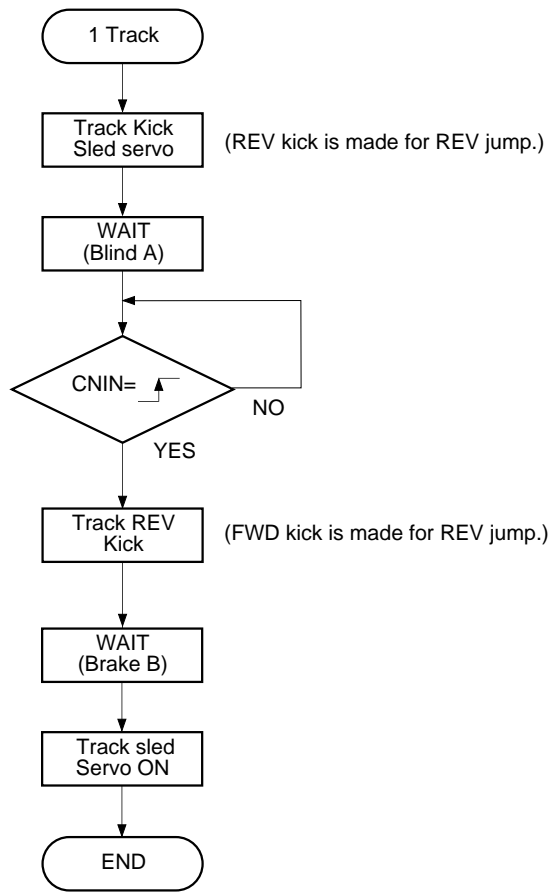 1 Track
Track Kick
Sled servo
(REV kick is made for REV jump.)
WAIT
(Blind A)
CNIN=
NO
YES
Track REV
Kick
(FWD kick is made for REV jump.)
WAIT
(Brake B)
Track sled
Servo ON
END